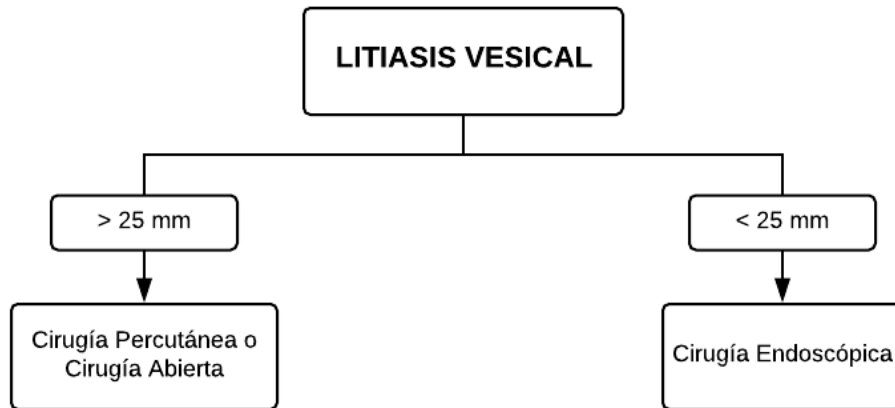 LITIASIS VESICAL
> 25 mm
< 25 mm
Cirugía Percutánea o
Cirugía Abierta
Cirugía Endoscópica